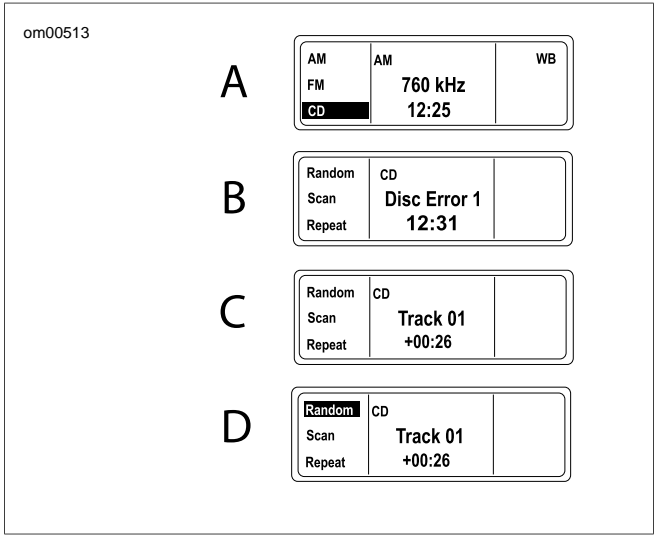 om00513
A
AM AM WB
FM 760 kHz
CD 12:25
B
Random CD
Scan Disc Error 1
Repeat 12:31
C
Random CD
Scan Track 01
Repeat +00:26
D
Random CD
Scan Track 01
Repeat +00:26